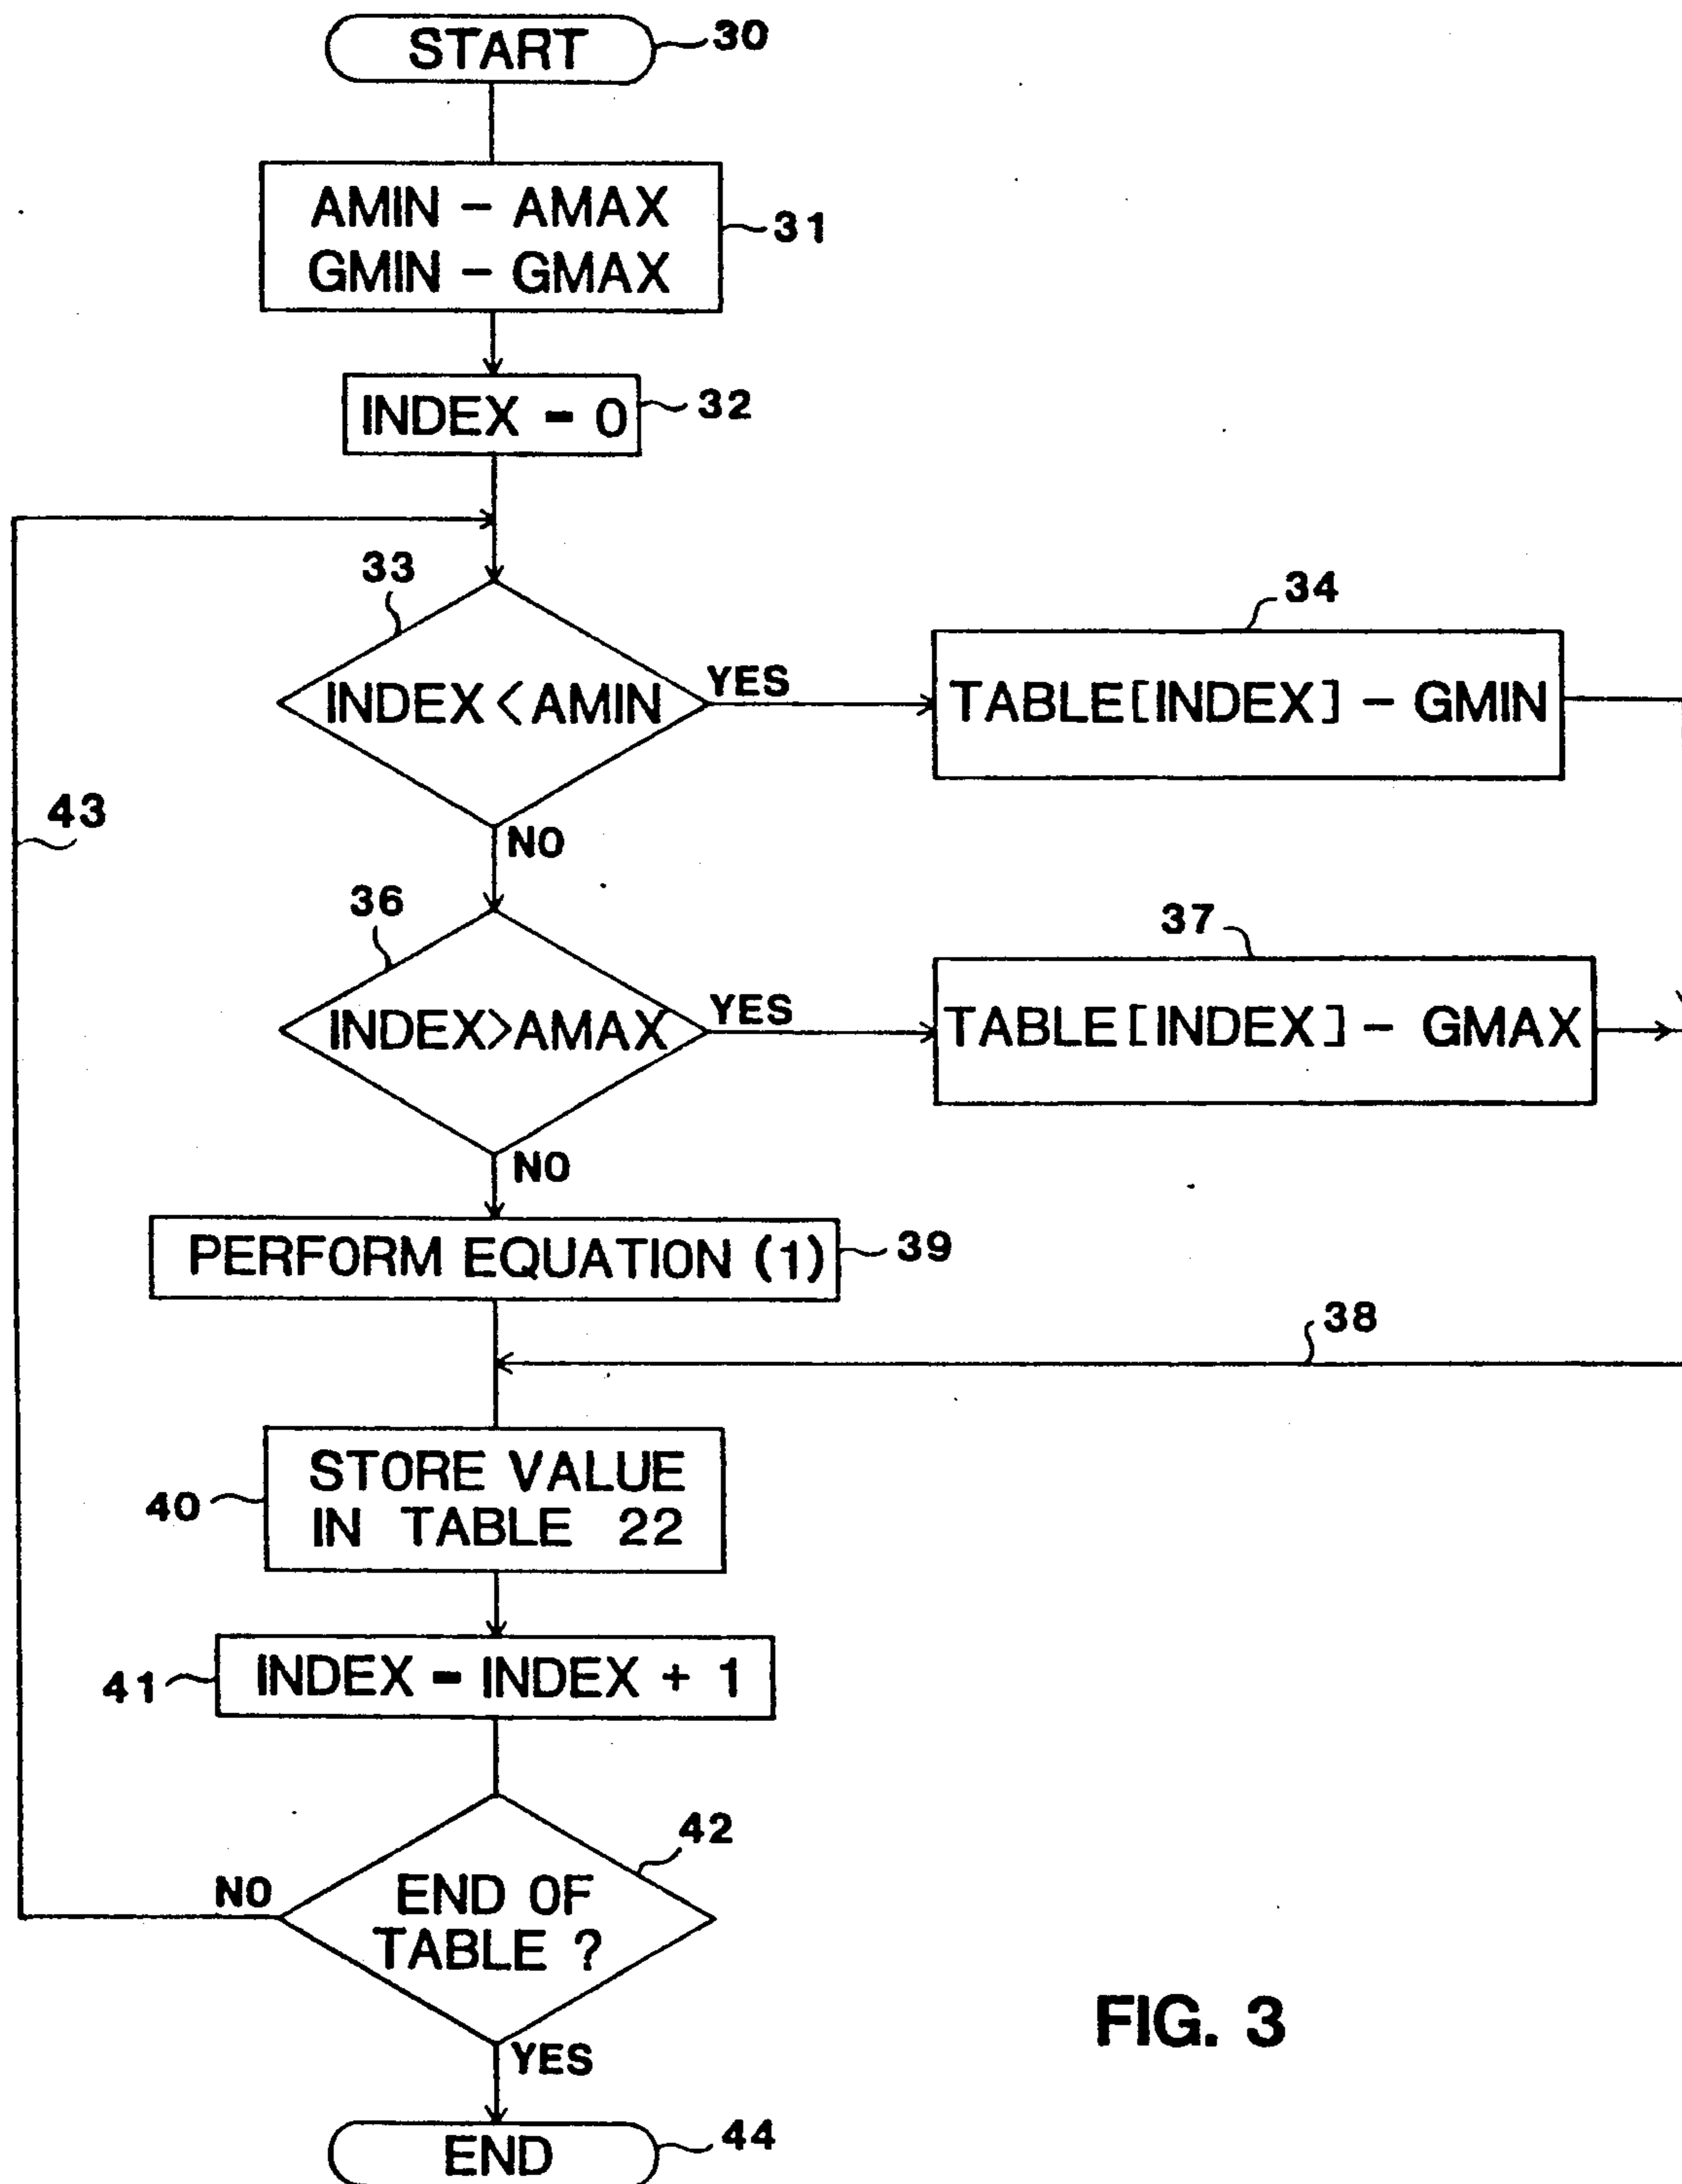 START
30
AMIN - AMAX
GMIN - GMAX
31
INDEX - 0
32
33
INDEX < AMIN
YES
34
TABLE[INDEX] - GMIN
43
NO
36
INDEX>AMAX
YES
37
TABLE[INDEX] - GMAX
NO
PERFORM EQUATION (1)
39
38
STORE VALUE
IN TABLE 22
40
INDEX - INDEX + 1
41
42
END OF
TABLE ?
NO
YES
END
44
FIG. 3